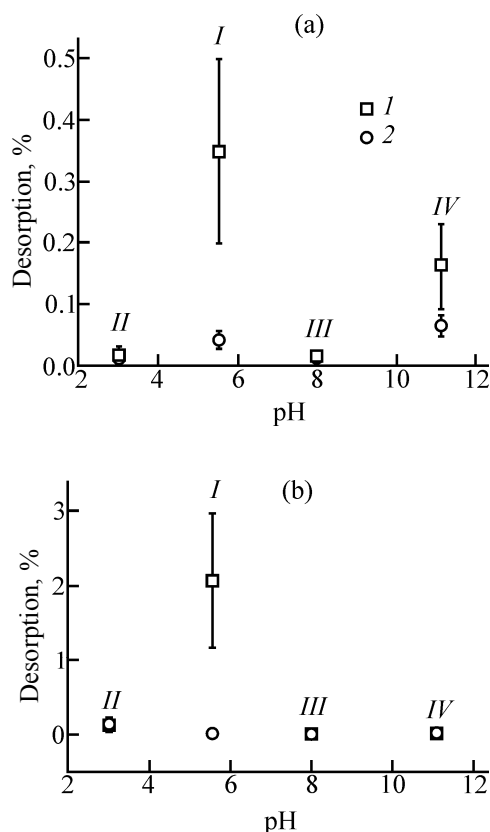 (a)
I
0.5
1
2
0.4
Desorption, %
0.3
IV
0.2
II
III
0.1
0.0
2 4 6 8 10 12
pH
(b)
I
3
Desorption, %
2
1
II
III
IV
0
2 4 6 8 10 12
pH